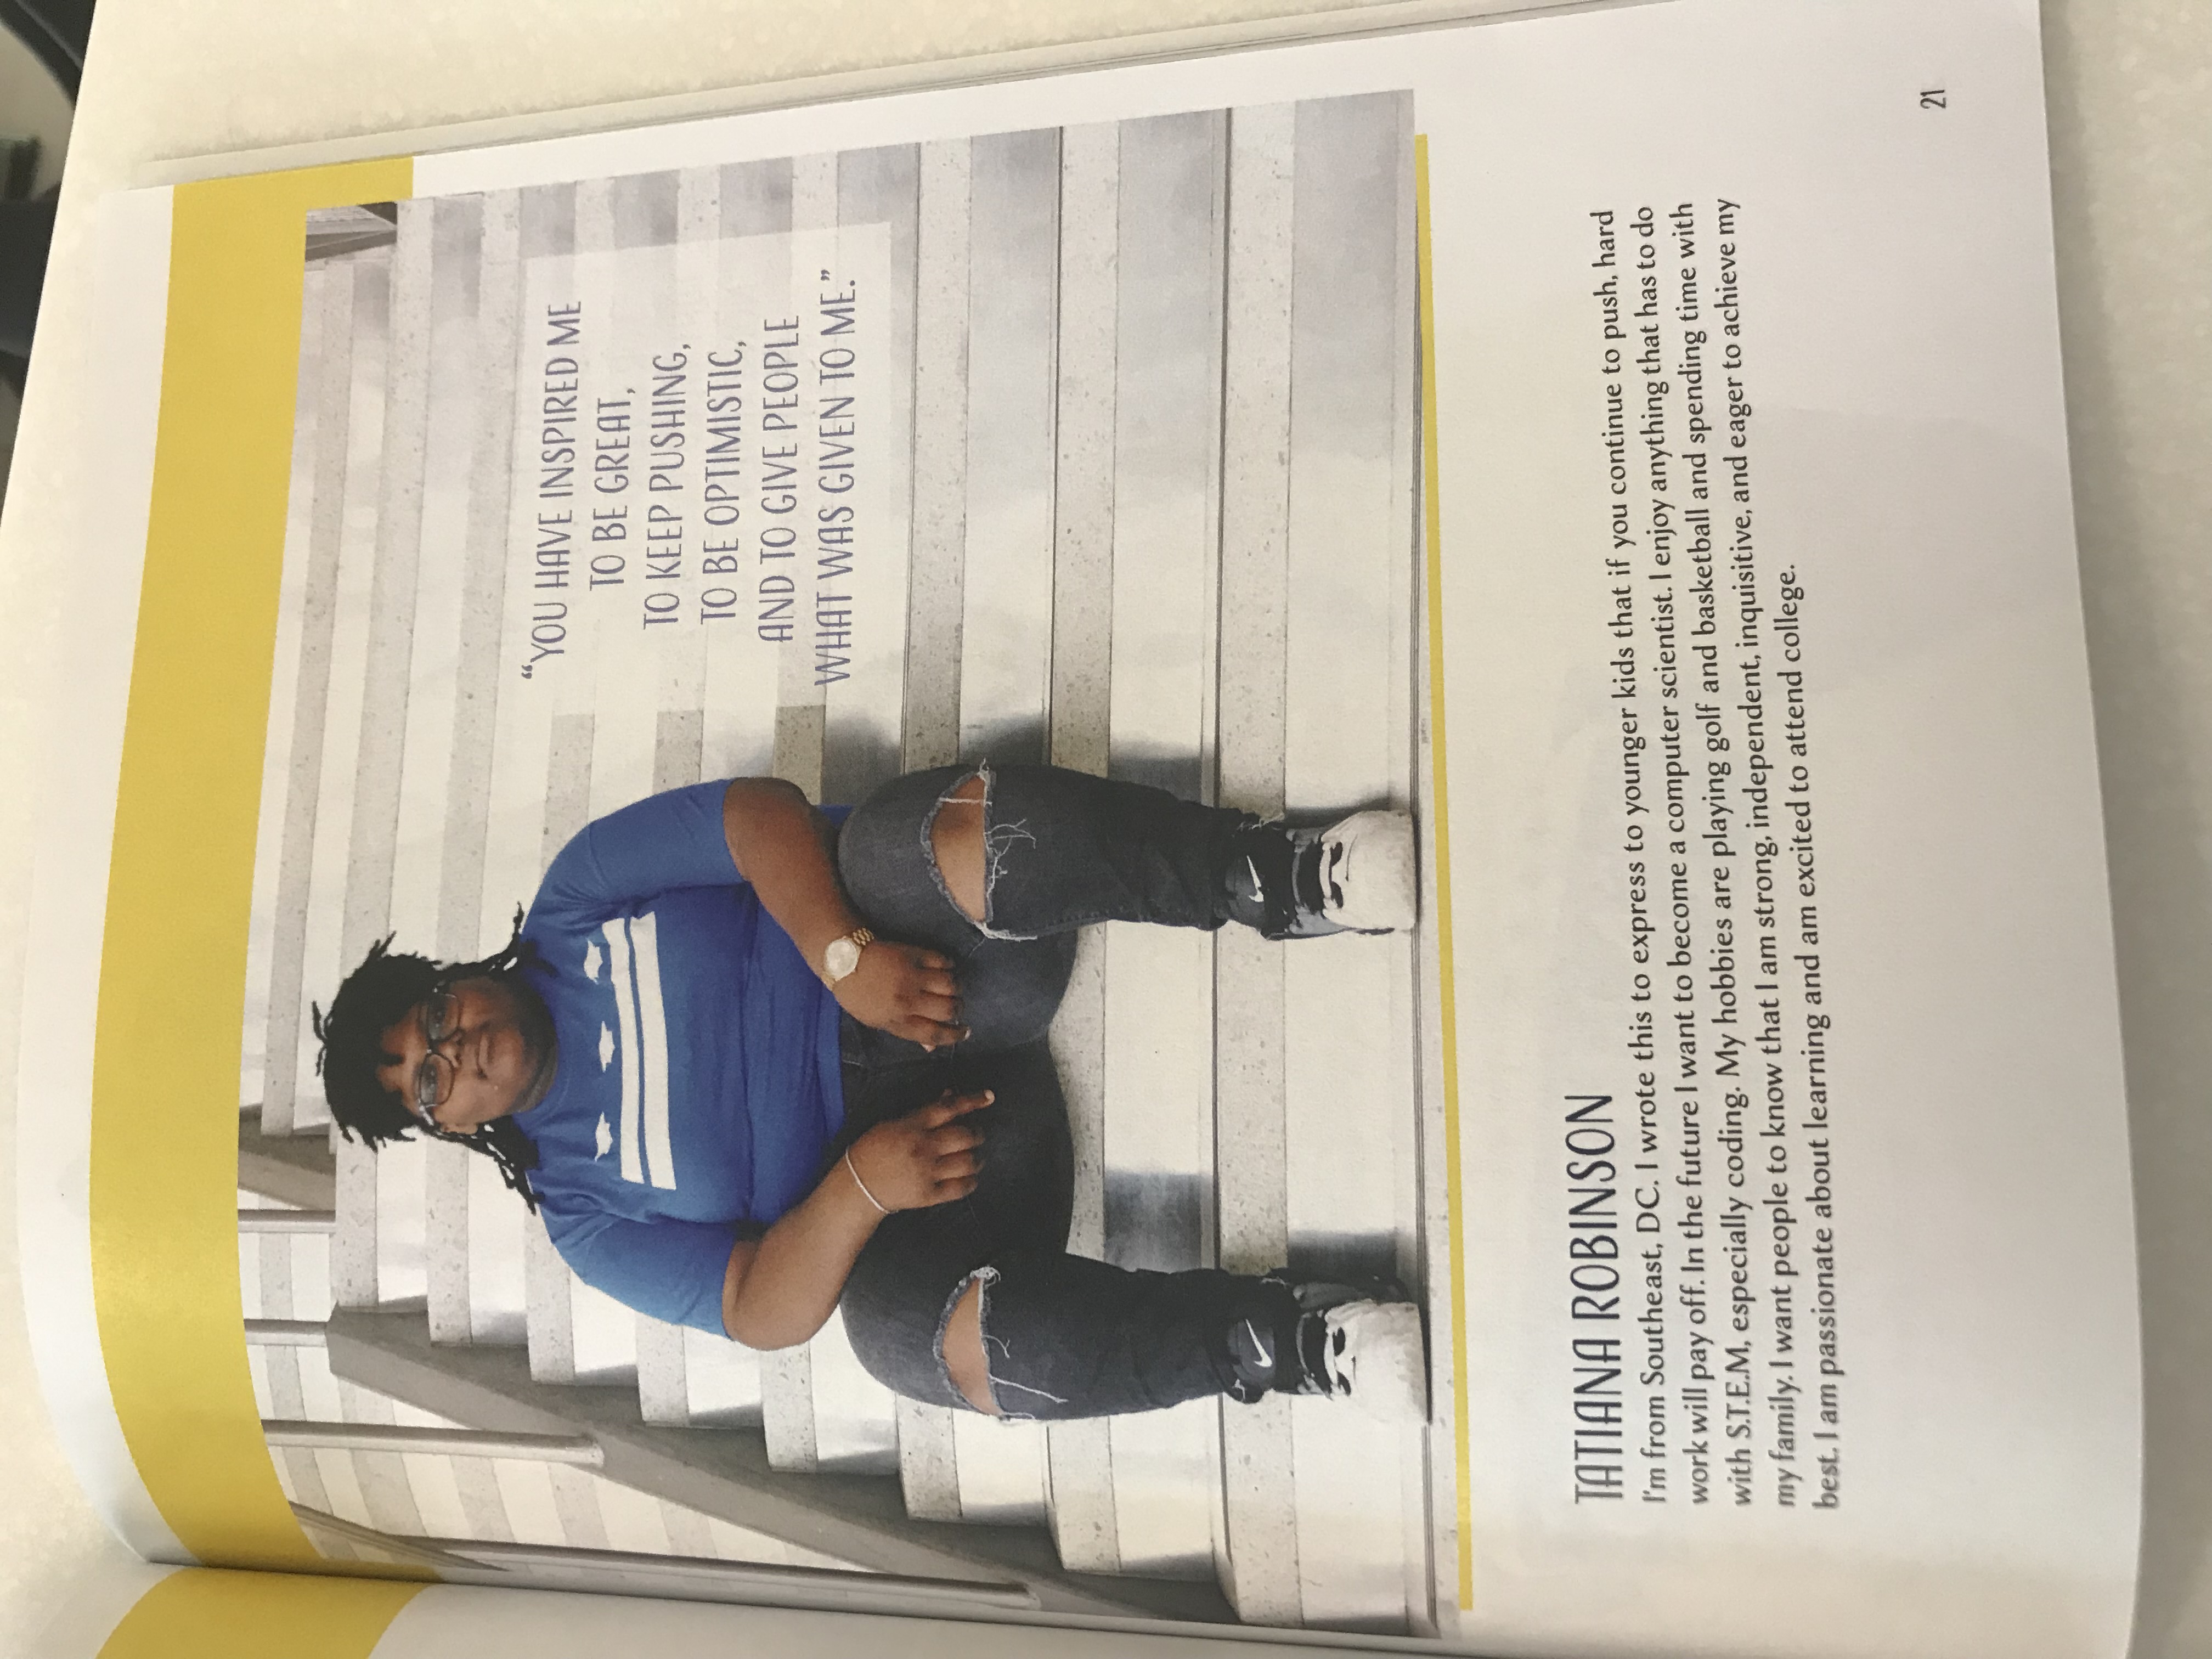 “YOU HAVE INSPIRED ME
TO BE GREAT,
TO KEEP PUSHING,
TO BE OPTIMISTIC,
AND TO GIVE PEOPLE
WHAT WAS GIVEN TO ME.”
TATIANA ROBINSON
I'm from Southeast, DC. I wrote this to express to younger kids that if you continue to push, hard
work will pay off. In the future I want to become a computer scientist. I enjoy anything that has to do
with S.T.E.M, especially coding. My hobbies are playing golf and basketball and spending time with
my family. I want people to know that I am strong, independent, inquisitive, and eager to achieve my
best. I am passionate about learning and am excited to attend college.
21